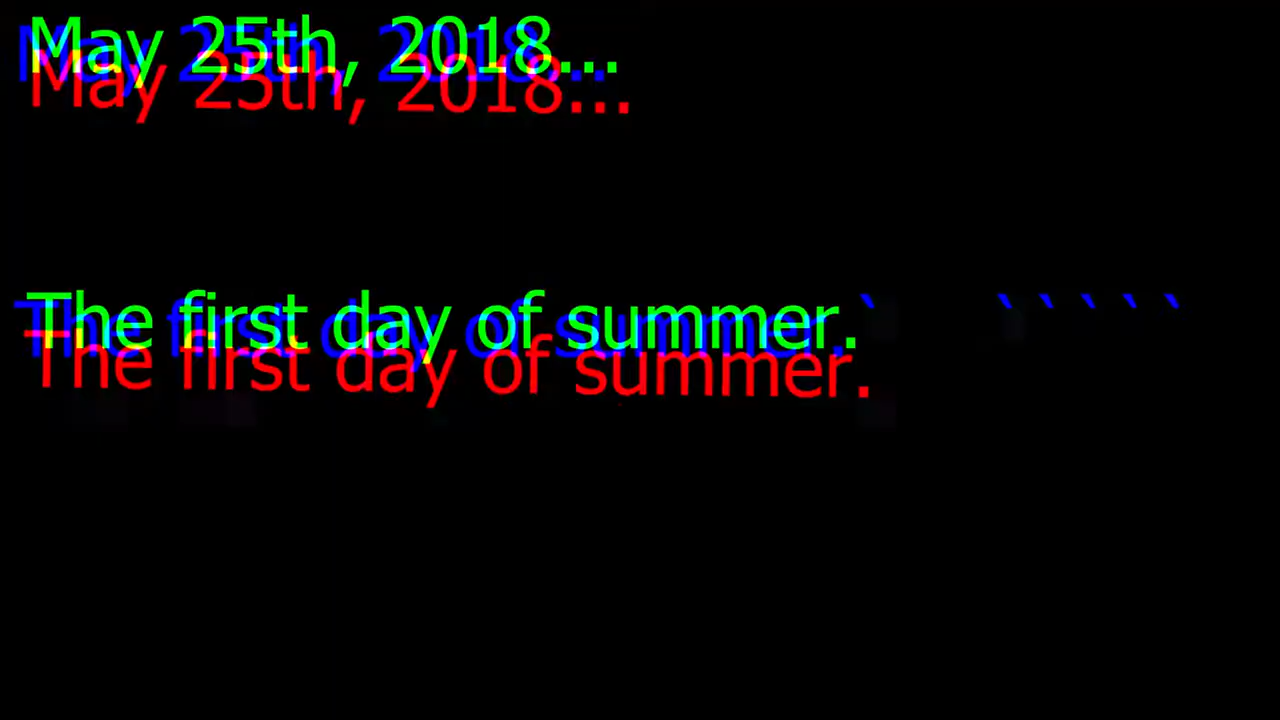 May 25th, 2018...
The first day of summer.` ` ` ` ` `